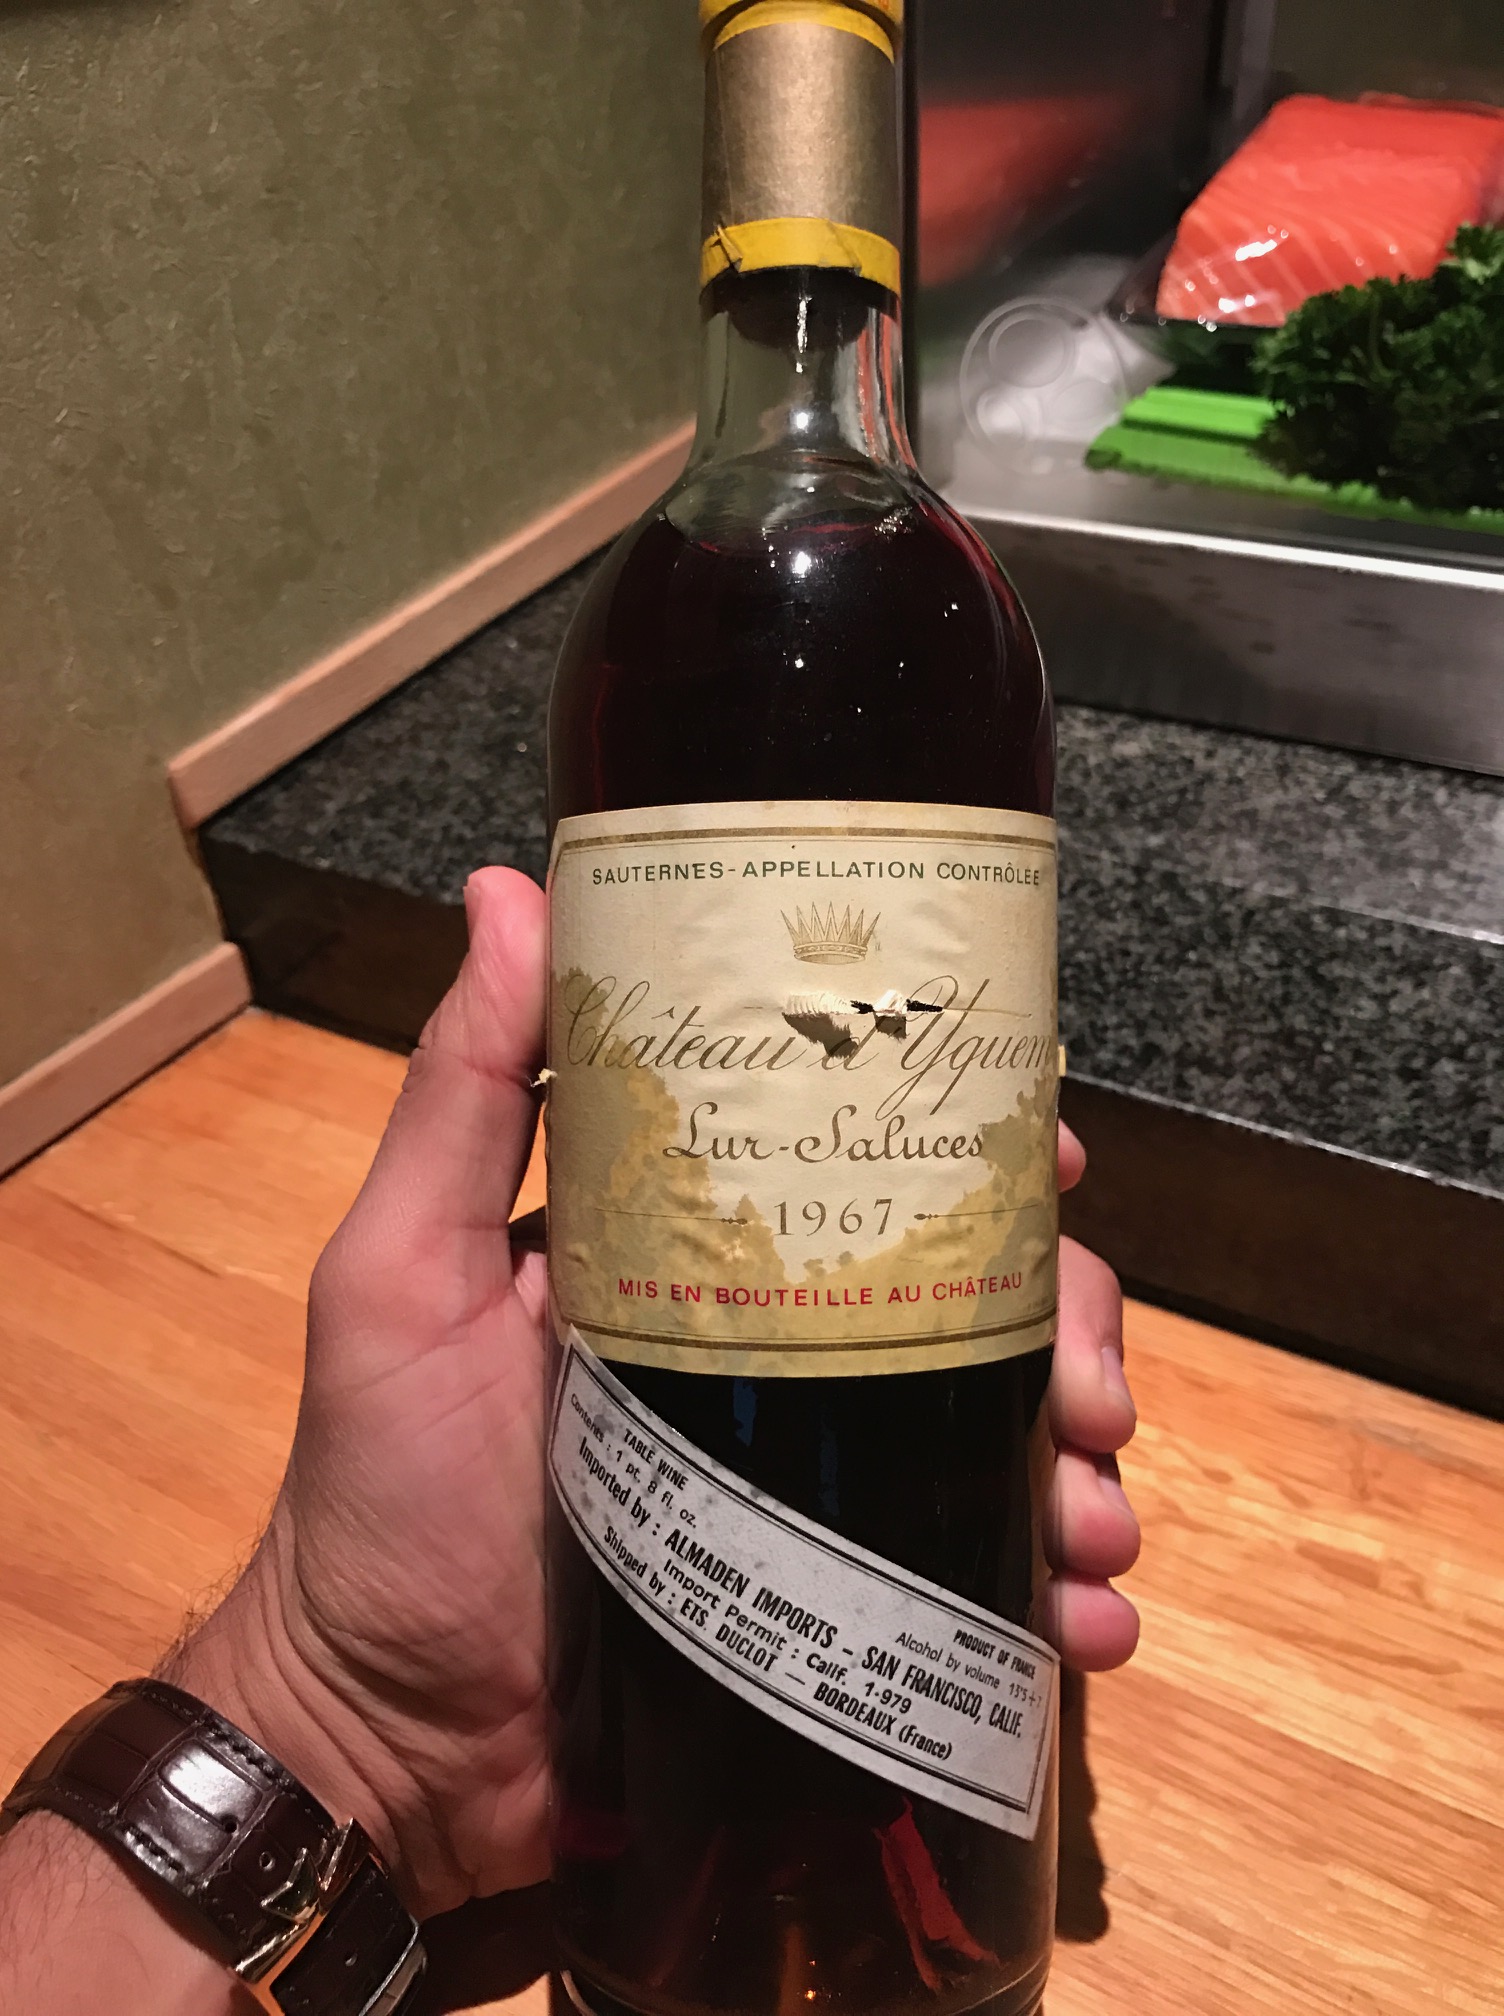 SAUTERNES-APPELLATION CONTRÔLÉE
Château d'Yquem
Lur-Saluces
1967
MIS EN BOUTEILLE AU CHÂTEAU
TABLE WINE
PRODUCT OF FRANCE
Contents : 1 pt. 8 fl. oz.
Alcohol by volume
Imported by : ALMADEN IMPORTS - SAN FRANCISCO, CALIF.
Import Permit : Calif. 1-979
Shipped by : ETS. DUCLOT — BORDEAUX (France)